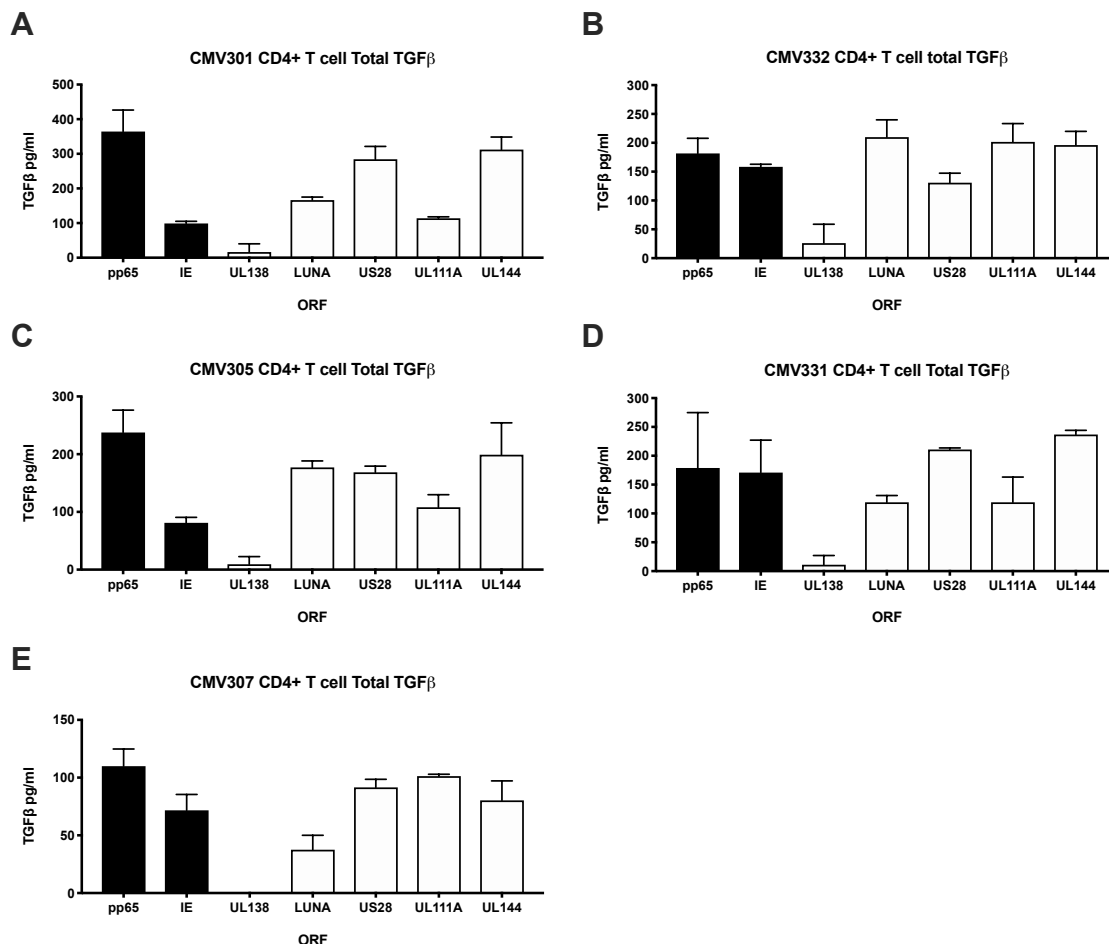 A
CMV301 CD4+ T cell Total TGFβ
TGFβ pg/ml
500
400
300
200
100
0
pp65 IE UL138 LUNA US28 UL111A UL144
ORF
B
CMV332 CD4+ T cell total TGFβ
TGFβ pg/ml
300
250
200
150
100
50
0
pp65 IE UL138 LUNA US28 UL111A UL144
ORF
C
CMV305 CD4+ T cell Total TGFβ
TGFβ pg/ml
300
200
100
0
pp65 IE UL138 LUNA US28 UL111A UL144
ORF
D
CMV331 CD4+ T cell Total TGFβ
TGFβ pg/ml
300
250
200
150
100
50
0
pp65 IE UL138 LUNA US28 UL111A UL144
ORF
E
CMV307 CD4+ T cell Total TGFβ
TGFβ pg/ml
150
100
50
0
pp65 IE UL138 LUNA US28 UL111A UL144
ORF